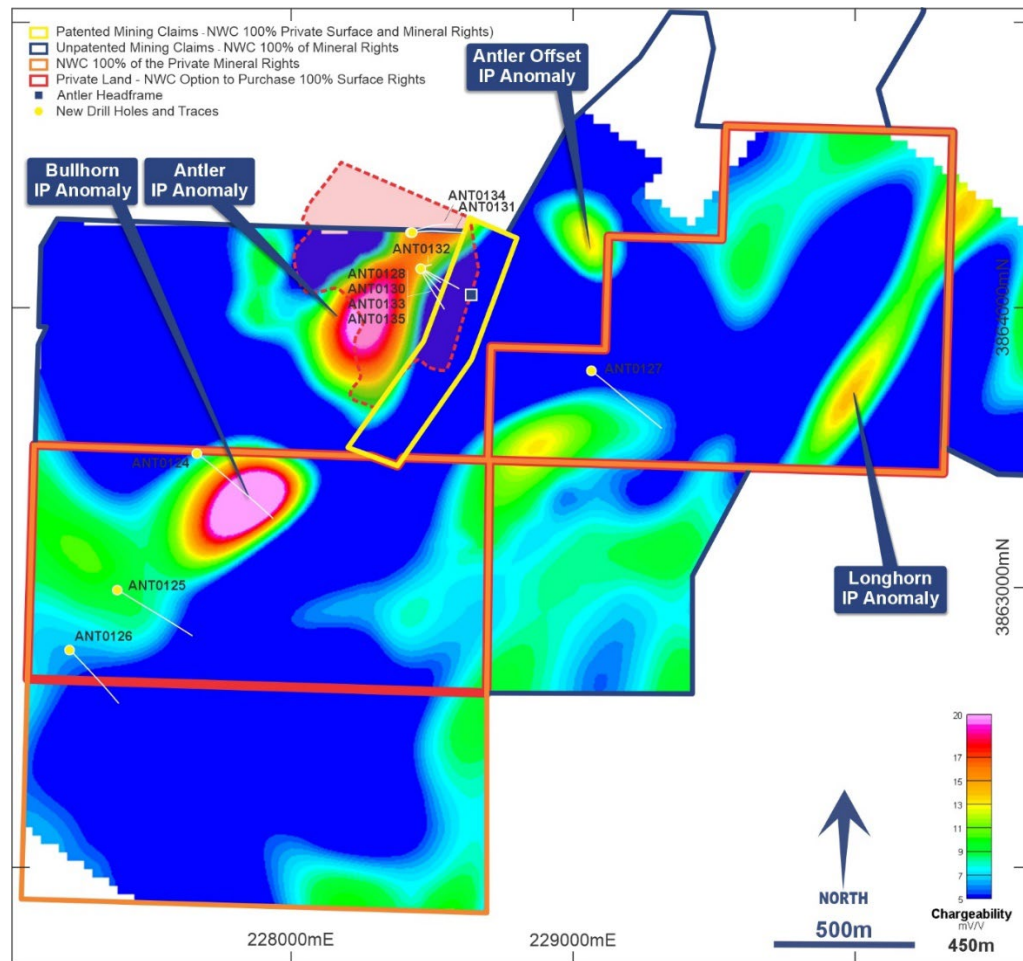 Patented Mining Claims - NWC 100% Private Surface and Mineral Rights)
Unpatented Mining Claims - NWC 100% of Mineral Rights)
NWC 100% of the Private Mineral Rights
Private Land - NWC Option to Purchase 100% Surface Rights
Antler Headframe
New Drill Holes and Traces
Antler Offset
IP Anomaly
Bullhorn
IP Anomaly
Antler
IP Anomaly
ANT0134
ANT0131
ANT0132
ANT0128
ANT0130
ANT0133
ANT0135
3864000mN
ANT0127
ANT0124
ANT0125
Longhorn
IP Anomaly
3863000mN
ANT0126
20
17
15
13
11
9
7
5
Chargeability
mV/V
450m
NORTH
500m
228000mE
229000mE